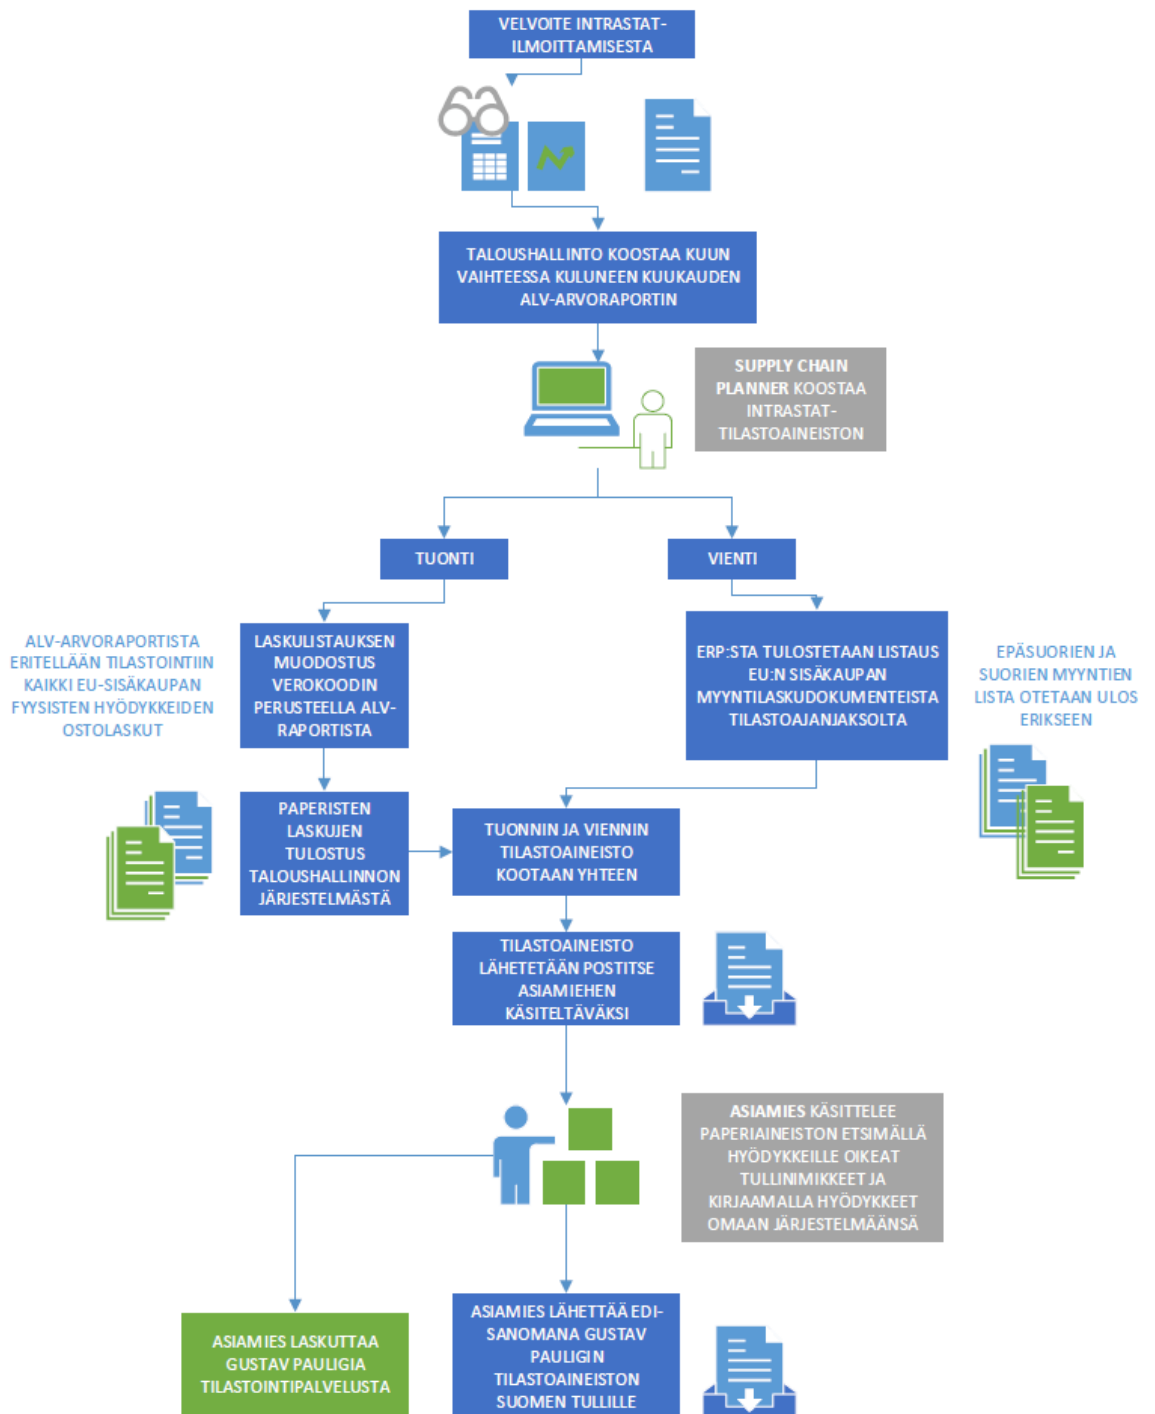 VELVOITE INTRASTAT-
ILMOITTAMISESTA
TALOUSHALLINTO KOOSTAA KUUN
VAIHTEESSA KULUNEEN KUUKAUDEN
ALV-ARVORAPORTIN
SUPPLY CHAIN
PLANNER KOOSTAA
INTRASTAT-
TILASTOAINEISTON
TUONTI
VIENTI
ALV-ARVORAPORTISTA
ERITELLÄÄN TILASTOINTIIN
KAIKKI EU-SISÄKAUPAN
FYYSISTEN HYÖDYKKEIDEN
OSTOLASKUT
LASKULISTAUKSEN
MUODOSTUS
VEROKOODIN
PERUSTEELLA ALV-
RAPORTISTA
ERP:STA TULOSTETAAN LISTAUS
EU:N SISÄKAUPAN
MYYNTILASKUDOKUMENTEISTA
TILASTOAJANJAKSOLTA
EPÄSUORIEN JA
SUORIEN MYYNTIEN
LISTA OTETAAN ULOS
ERIKSEEN
PAPERISTEN
LASKUJEN
TULOSTUS
TALOUSHALLINNON
JÄRJESTELMÄSTÄ
TUONNIN JA VIENNIN
TILASTOAINEISTO
KOOTAAN YHTEEN
TILASTOAINEISTO
LÄHETETÄÄN POSTITSE
ASIAMIEHEN
KÄSITELTÄVÄKSI
ASIAMIES KÄSITTELEE
PAPERIAINEISTON ETSIMÄLLÄ
HYÖDYKKEILLE OIKEAT
TULLINIMIKKEET JA
KIRJAAMALLA HYÖDYKKEET
OMAAN JÄRJESTELMÄÄNSÄ
ASIAMIES LASKUTTAA
GUSTAV PAULIGIA
TILASTOINTIPALVELUSTA
ASIAMIES LÄHETTÄÄ EDI-
SANOMANA GUSTAV
PAULIGIN
TILASTOAINEISTON
SUOMEN TULLILLE